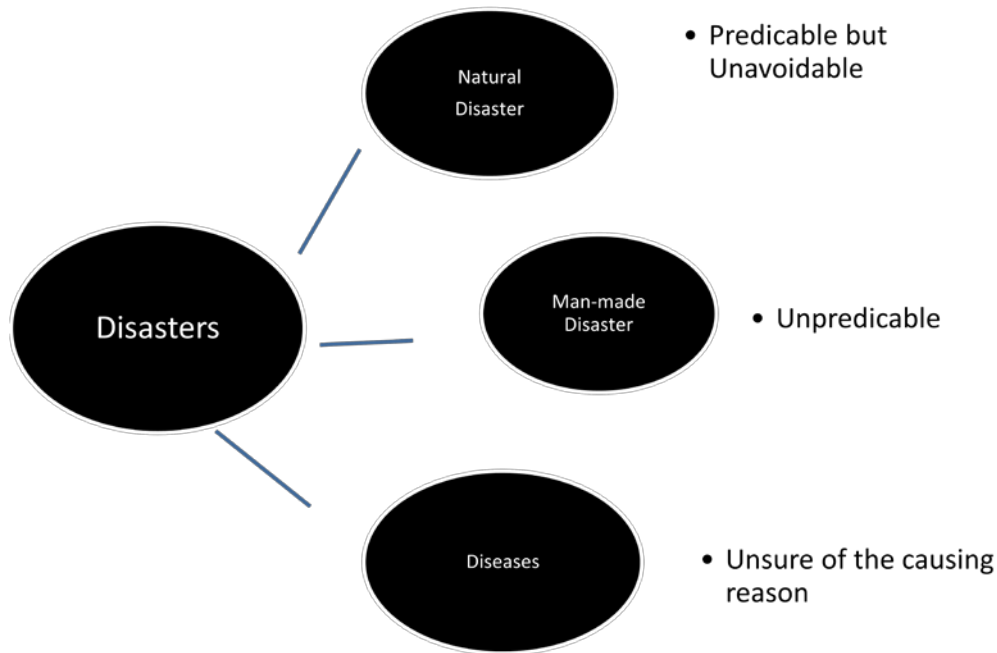 Natural
Disaster
• Predicable but
Unavoidable
Disasters
Man-made
Disaster
• Unpredicable
Diseases
• Unsure of the causing
reason